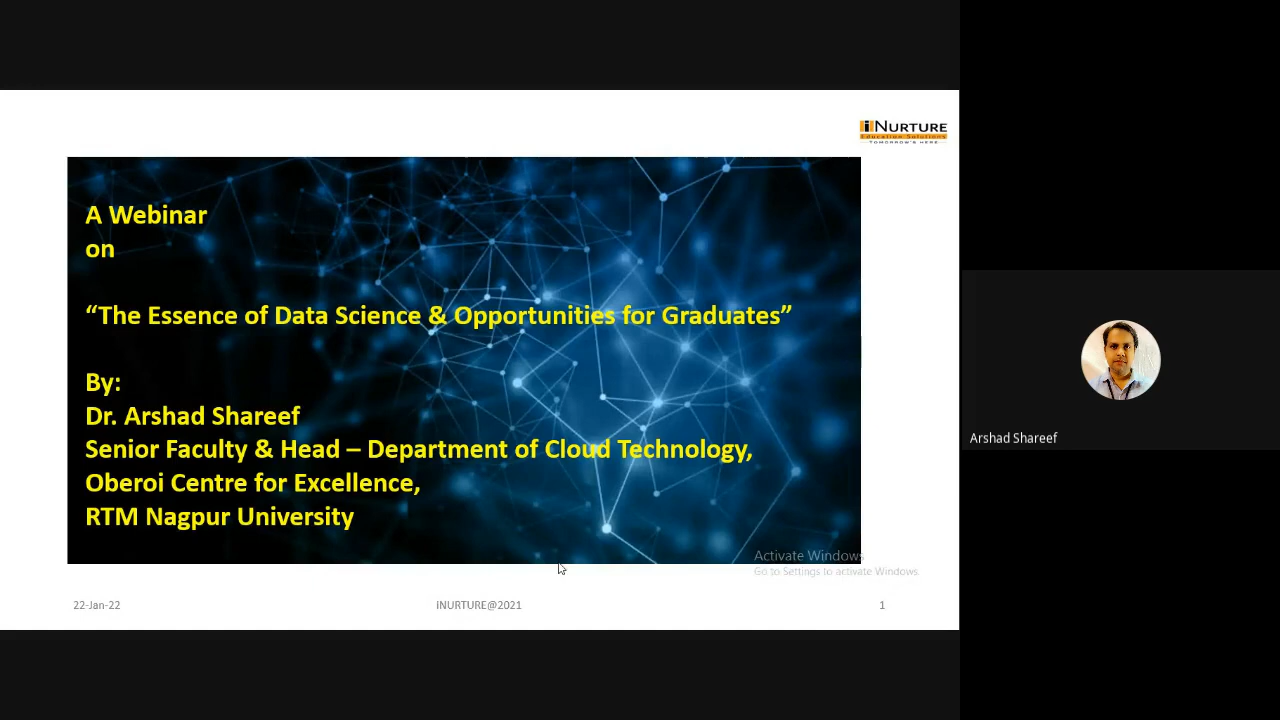 iNURTURE
Education Solutions
TOMORROW'S HERE
A Webinar
on
“The Essence of Data Science & Opportunities for Graduates”
By:
Dr. Arshad Shareef
Senior Faculty & Head – Department of Cloud Technology,
Oberoi Centre for Excellence,
RTM Nagpur University
Arshad Shareef
Activate Windows
Go to Settings to activate Windows.
22-Jan-22
INURTURE@2021
1